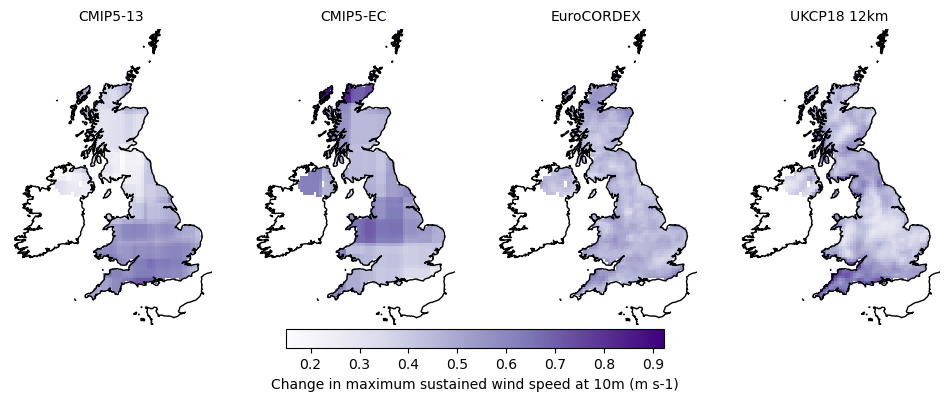 CMIP5-13 CMIP5-EC EuroCORDEX UKCP18 12km
0.2 0.3 0.4 0.5 0.6 0.7 0.8 0.9
Change in maximum sustained wind speed at 10m (m s-1)